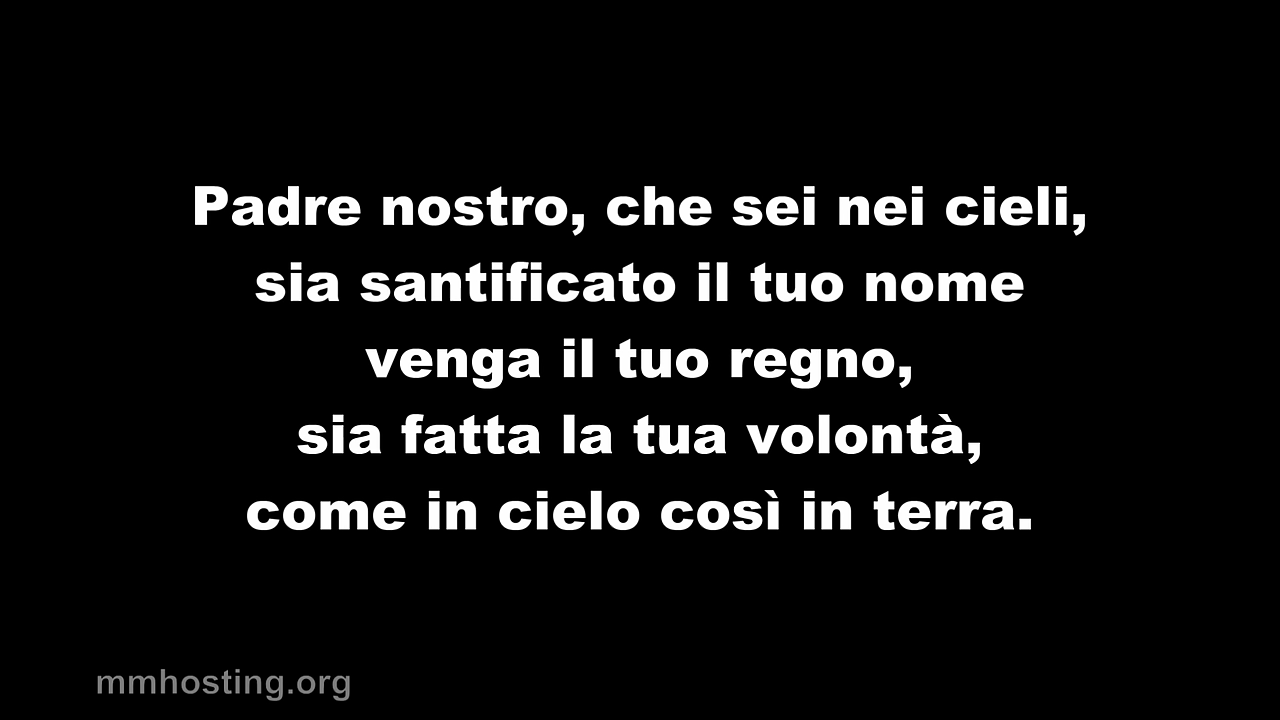 Padre nostro, che sei nei cieli,
sia santificato il tuo nome
venga il tuo regno,
sia fatta la tua volontà,
come in cielo così in terra.
mmhosting.org